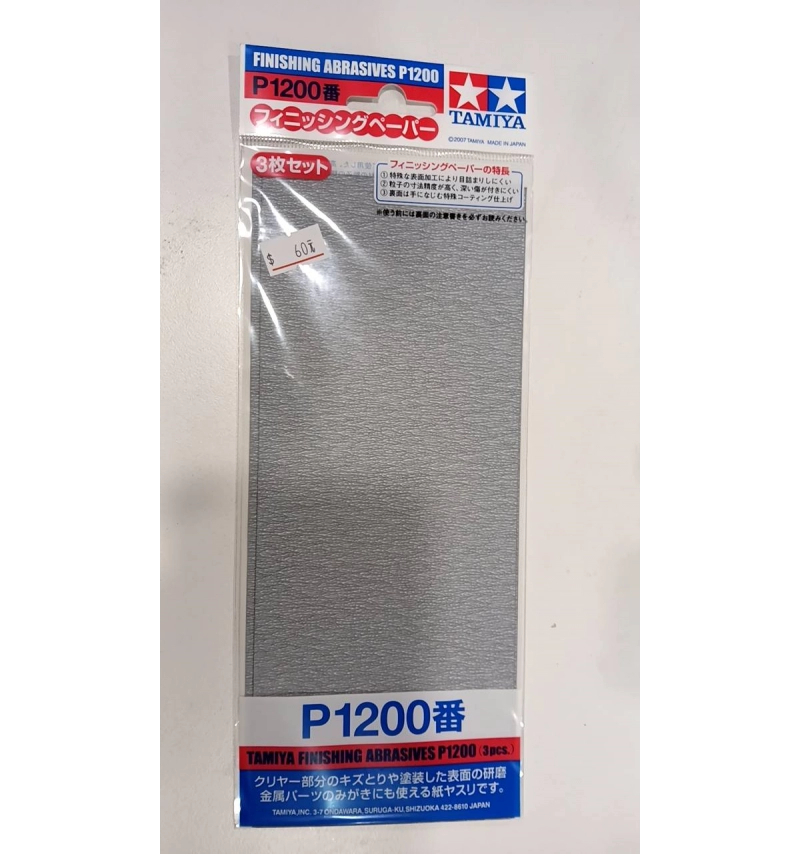 FINISHING ABRASIVES P1200
P1200番
フィニッシングペーパー
TAMIYA
©2007 TAMIYA MADE IN JAPAN
3枚セット
フィニッシングペーパーの特長
①特殊な表面加工により目詰まりしにくい
②粒子の寸法精度が高く、深い傷が付きにくい
③裏面は手になじむ特殊コーティング仕上げ
※使う前には裏面の注意書きを必ずお読みください。
$ 60元
P1200番
TAMIYA FINISHING ABRASIVES P1200 (3pcs.)
クリヤー部分のキズとりや塗装した表面の研磨
金属パーツのみがきにも使える紙ヤスリです。
TAMIYA,INC. 3-7 ONDAWARA, SURUGA-KU, SHIZUOKA 422-8610 JAPAN